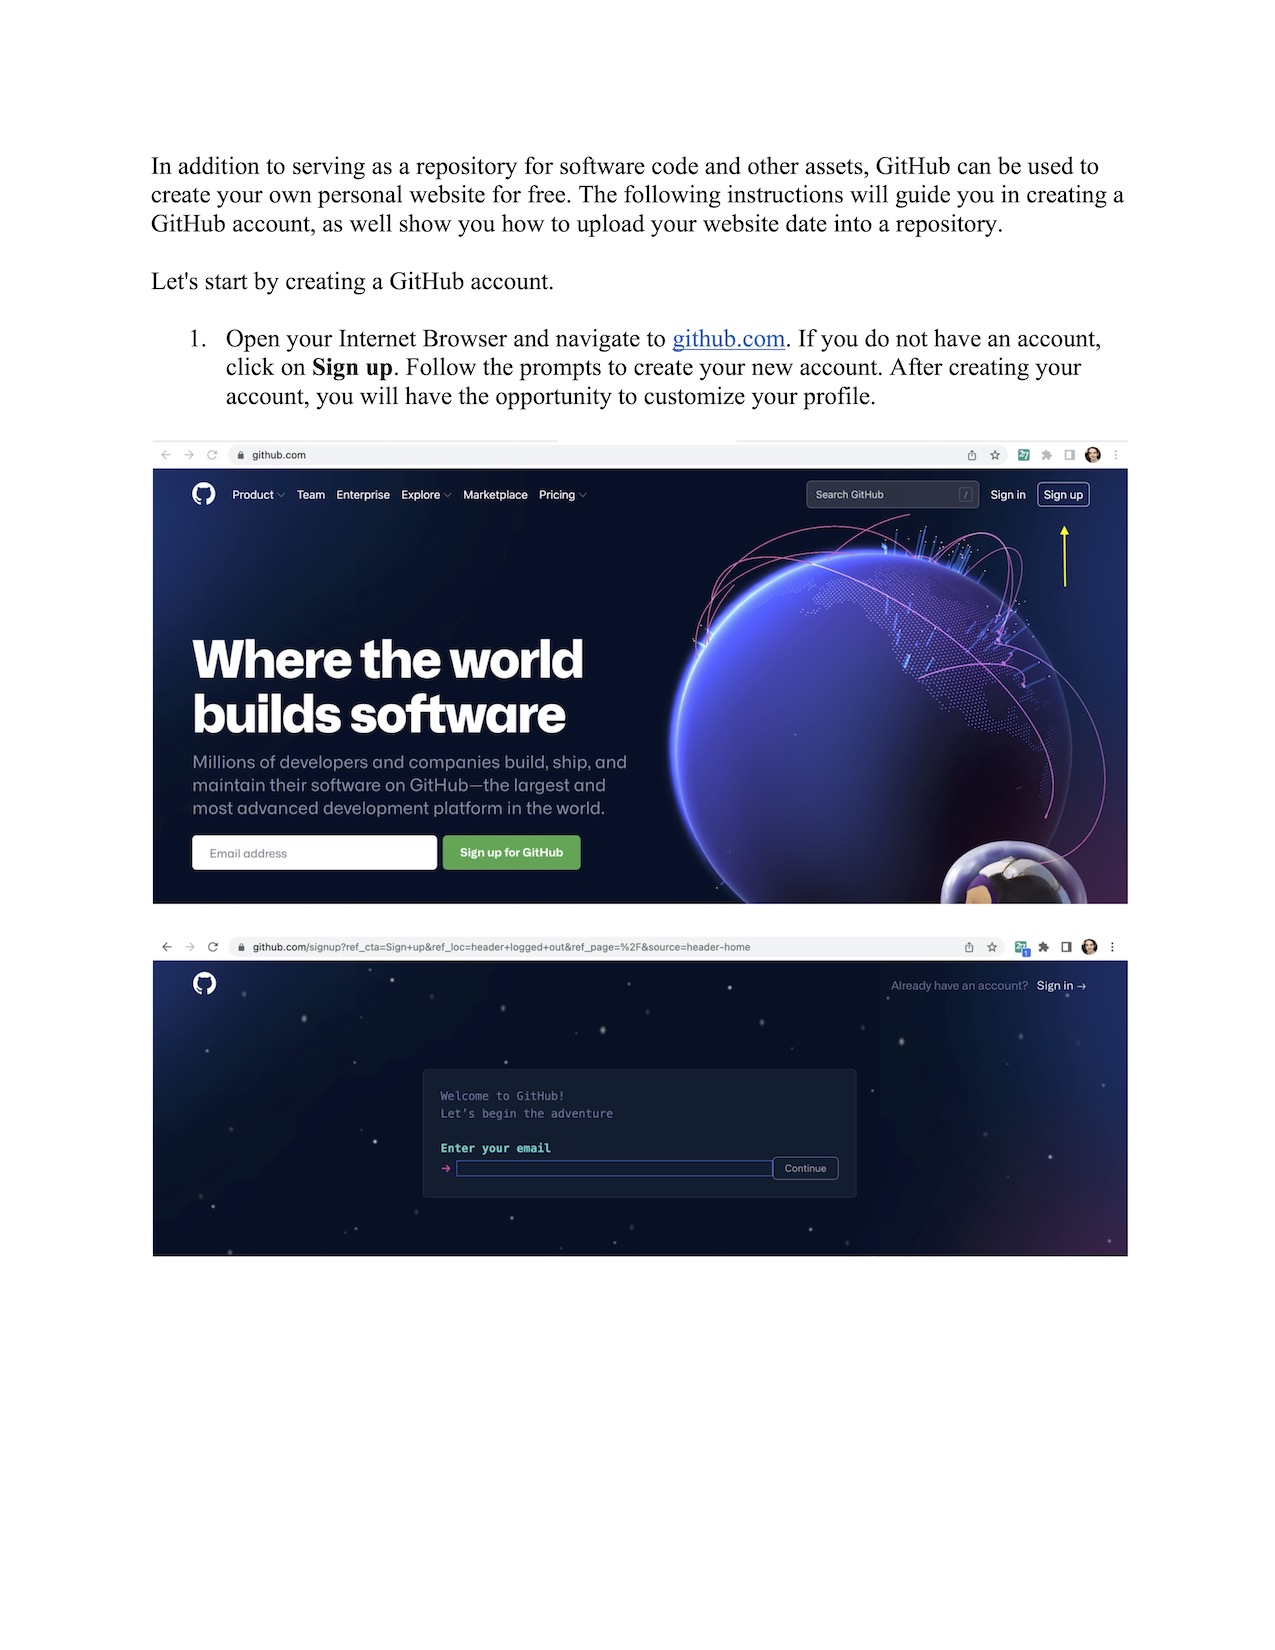 In addition to serving as a repository for software code and other assets, GitHub can be used to
create your own personal website for free. The following instructions will guide you in creating a
GitHub account, as well show you how to upload your website date into a repository.
Let's start by creating a GitHub account.
1. Open your Internet Browser and navigate to github.com. If you do not have an account,
click on Sign up. Follow the prompts to create your new account. After creating your
account, you will have the opportunity to customize your profile.
github.com
Product Team Enterprise Explore Marketplace Pricing Search GitHub / Sign in Sign up
Where the world
builds software
Millions of developers and companies build, ship, and
maintain their software on GitHub—the largest and
most advanced development platform in the world.
Email address Sign up for GitHub
github.com/signup?ref_cta=Sign+up&ref_loc=header+logged+out&ref_page=%2F&source=header-home
Already have an account? Sign in →
Welcome to GitHub!
Let's begin the adventure
Enter your email
→ Continue